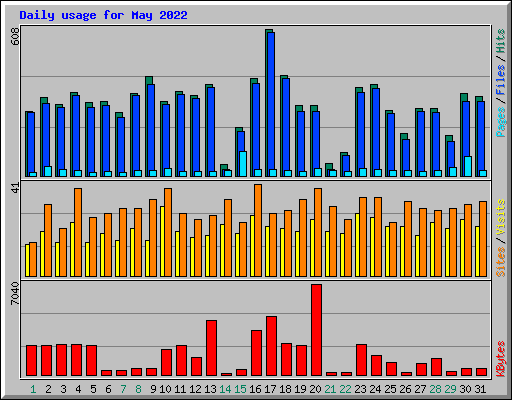 Daily usage for May 2022
608
Pages / Files / Hits
41
Sites / Visits
7040
KBytes
1 2 3 4 5 6 7 8 9 10 11 12 13 14 15 16 17 18 19 20 21 22 23 24 25 26 27 28 29 30 31